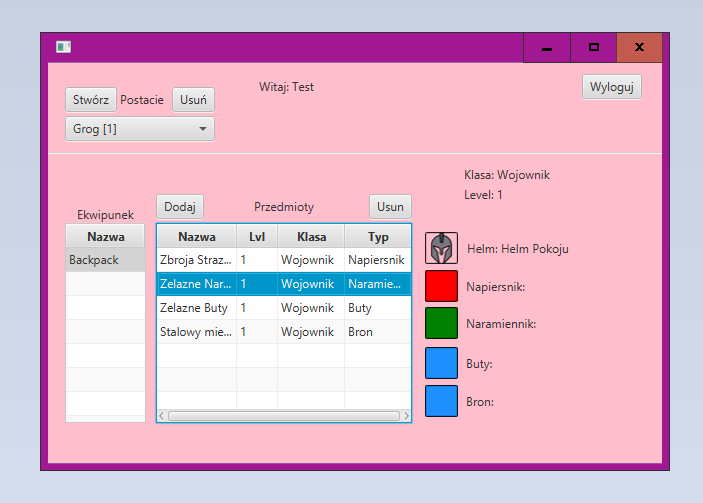 Witaj: Test
Wyloguj
Stwórz Postacie Usuń
Grog [1]
Klasa: Wojownik
Level: 1
Ekwipunek
Dodaj Przedmioty Usun
Nazwa
Backpack
Nazwa Lvl Klasa Typ
Zbroja Straz... 1 Wojownik Napiersnik
Zelazne Nar... 1 Wojownik Naramie...
Zelazne Buty 1 Wojownik Buty
Stalowy mie... 1 Wojownik Bron
Helm: Helm Pokoju
Napiersnik:
Naramiennik:
Buty:
Bron: